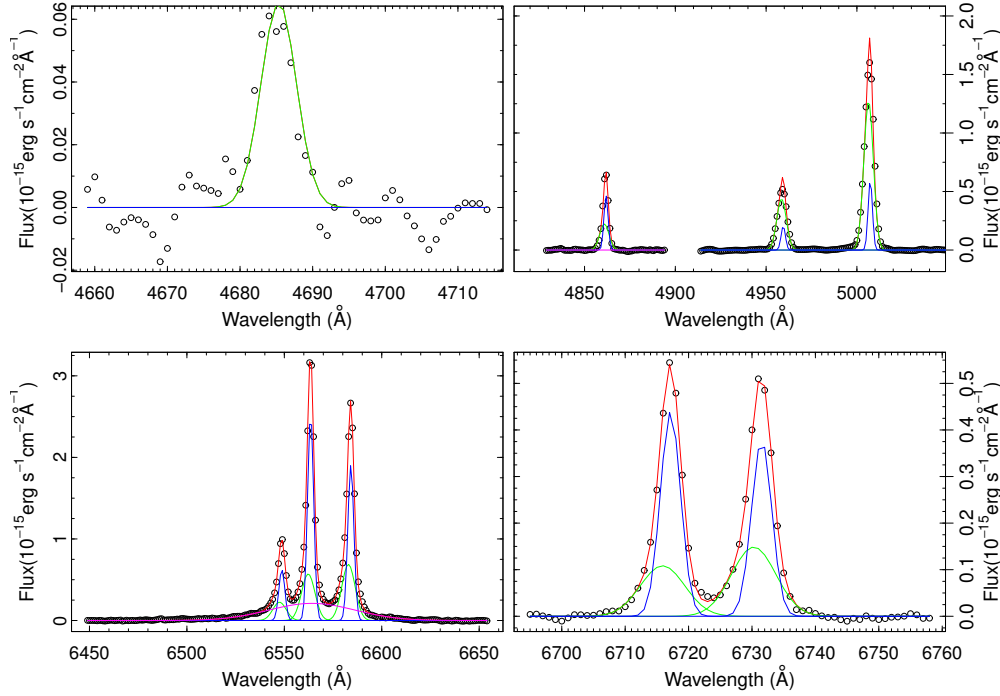 0.06
0.04
0.02
0.00
−0.02
Flux(10−15erg s−1cm−2Å−1)
4660 4670 4680 4690 4700 4710
Wavelength (Å)
2.0
1.5
1.0
0.5
0.0
Flux(10−15erg s−1cm−2Å−1)
4850 4900 4950 5000
Wavelength (Å)
3
2
1
0
Flux(10−15erg s−1cm−2Å−1)
6450 6500 6550 6600 6650
Wavelength (Å)
0.5
0.4
0.3
0.2
0.1
0.0
Flux(10−15erg s−1cm−2Å−1)
6700 6710 6720 6730 6740 6750 6760
Wavelength (Å)